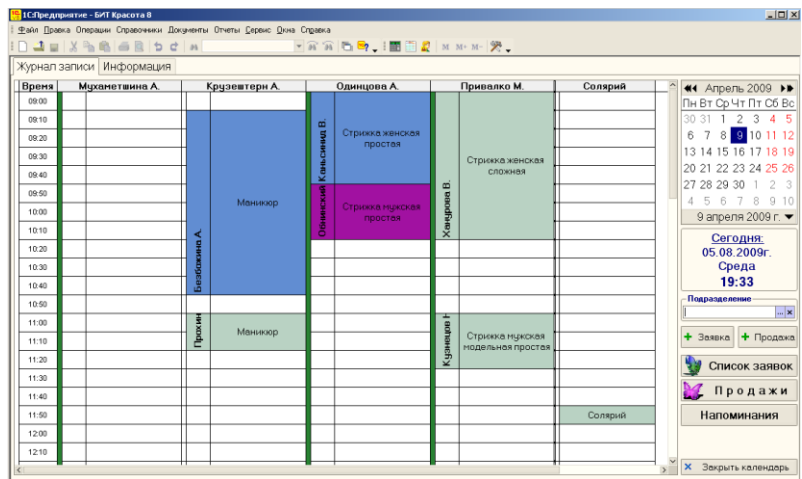 1С:Предприятие - БИТ Красота 8
Файл Правка Операции Справочники Документы Отчеты Сервис Окна Справка
M M+ M-
Журнал записи Информация
Время Мухаметшина А. Крузештерн А. Одинцова А. Привалко М. Солярий
09:00
09:10
09:20
09:30
09:40
09:50
10:00
10:10
10:20
10:30
10:40
10:50
11:00
11:10
11:20
11:30
11:40
11:50
12:00
12:10
Безбожина А.
Маникюр
Прохин
Маникюр
Каньсинид В.
Стрижка женская
простая
Обнинский
Стрижка мужская
простая
Ханурова В.
Стрижка женская
сложная
Кузнецов Н
Стрижка мужская
модельная простая
Солярий
Апрель 2009
Пн Вт Ср Чт Пт Сб Вс
30 31 1 2 3 4 5
6 7 8 9 10 11 12
13 14 15 16 17 18 19
20 21 22 23 24 25 26
27 28 29 30 1 2 3
4 5 6 7 8 9 10
9 апреля 2009 г.
Сегодня:
05.08.2009г.
Среда
19:33
Подразделение
Заявка Продажа
Список заявок
Продажи
Напоминания
Закрыть календарь